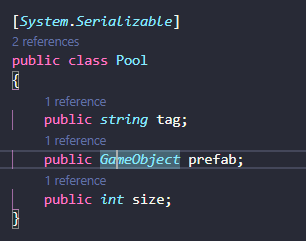 [System.Serializable]
2 references
public class Pool
{
1 reference
public string tag;
1 reference
public GameObject prefab;
1 reference
public int size;
}